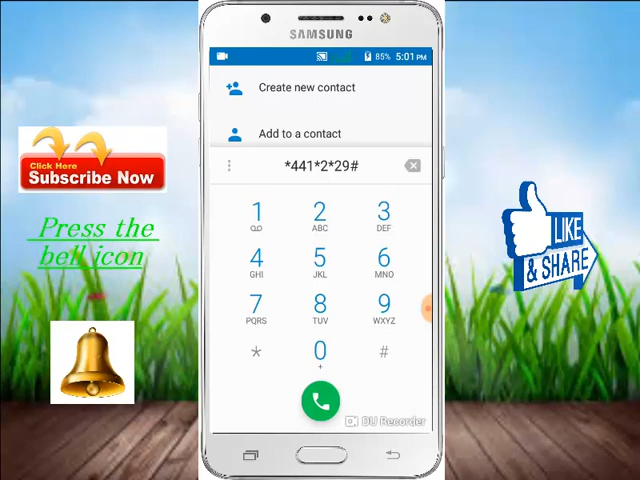 SAMSUNG
85% 5:01 PM
Create new contact
Add to a contact
*441*2*29#
1 2 3
ABC DEF
4 5 6
GHI JKL MNO
7 8 9
PQRS TUV WXYZ
* 0 #
+
DU Recorder
Click Here
Subscribe Now
Press the
bell icon
LIKE
& SHARE